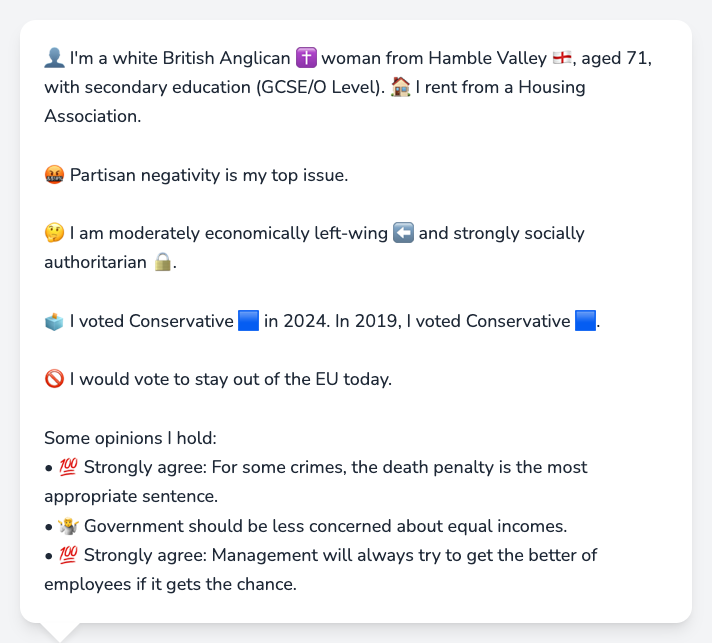 👤 I'm a white British Anglican ✝️ woman from Hamble Valley 🏴󠁧󠁢󠁥󠁮󠁧󠁿, aged 71,
with secondary education (GCSE/O Level). 🏠 I rent from a Housing
Association.
🤬 Partisan negativity is my top issue.
🤔 I am moderately economically left-wing ⬅️ and strongly socially
authoritarian 🔒.
🗳️ I voted Conservative 🟦 in 2024. In 2019, I voted Conservative 🟦.
🚫 I would vote to stay out of the EU today.
Some opinions I hold:
• 💯 Strongly agree: For some crimes, the death penalty is the most
appropriate sentence.
• 🤷 Government should be less concerned about equal incomes.
• 💯 Strongly agree: Management will always try to get the better of
employees if it gets the chance.